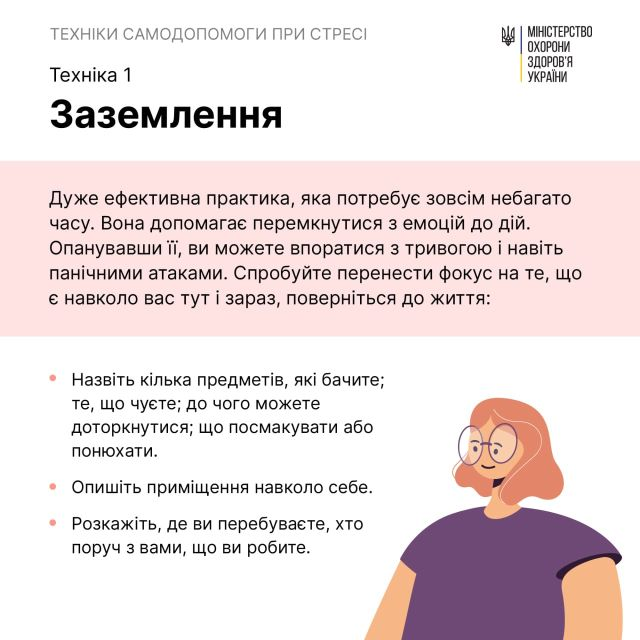 ТЕХНІКИ САМОДОПОМОГИ ПРИ СТРЕСІ
МІНІСТЕРСТВО
ОХОРОНИ
ЗДОРОВ'Я
УКРАЇНИ
Техніка 1
Заземлення
Дуже ефективна практика, яка потребує зовсім небагато
часу. Вона допомагає перемкнутися з емоцій до дій.
Опанувавши її, ви можете впоратися з тривогою і навіть
панічними атаками. Спробуйте перенести фокус на те, що
є навколо вас тут і зараз, поверніться до життя:
Назвіть кілька предметів, які бачите;
те, що чуєте; до чого можете
доторкнутися; що посмакувати або
понюхати.
Опишіть приміщення навколо себе.
Розкажіть, де ви перебуваєте, хто
поруч з вами, що ви робите.